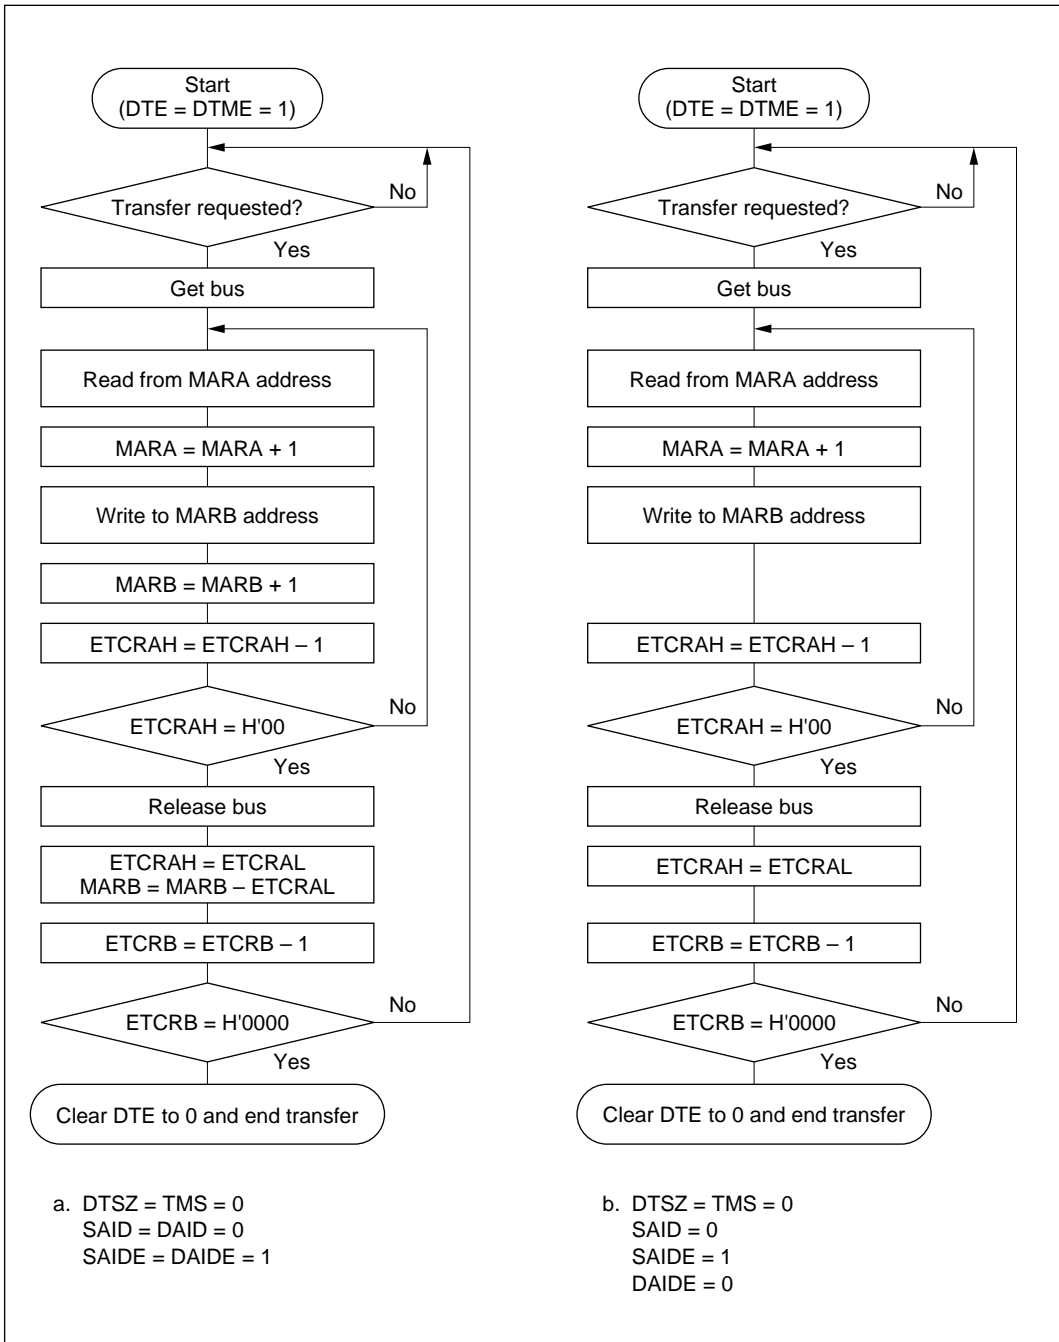 Start
(DTE = DTME = 1)
Transfer requested?
No
Yes
Get bus
Read from MARA address
MARA = MARA + 1
Write to MARB address
MARB = MARB + 1
ETCRAH = ETCRAH – 1
ETCRAH = H'00
No
Yes
Release bus
ETCRAH = ETCRAL
MARB = MARB – ETCRAL
ETCRB = ETCRB – 1
ETCRB = H'0000
No
Yes
Clear DTE to 0 and end transfer
a. DTSZ = TMS = 0
SAID = DAID = 0
SAIDE = DAIDE = 1
Start
(DTE = DTME = 1)
Transfer requested?
No
Yes
Get bus
Read from MARA address
MARA = MARA + 1
Write to MARB address
ETCRAH = ETCRAH – 1
ETCRAH = H'00
No
Yes
Release bus
ETCRAH = ETCRAL
ETCRB = ETCRB – 1
ETCRB = H'0000
No
Yes
Clear DTE to 0 and end transfer
b. DTSZ = TMS = 0
SAID = 0
SAIDE = 1
DAIDE = 0